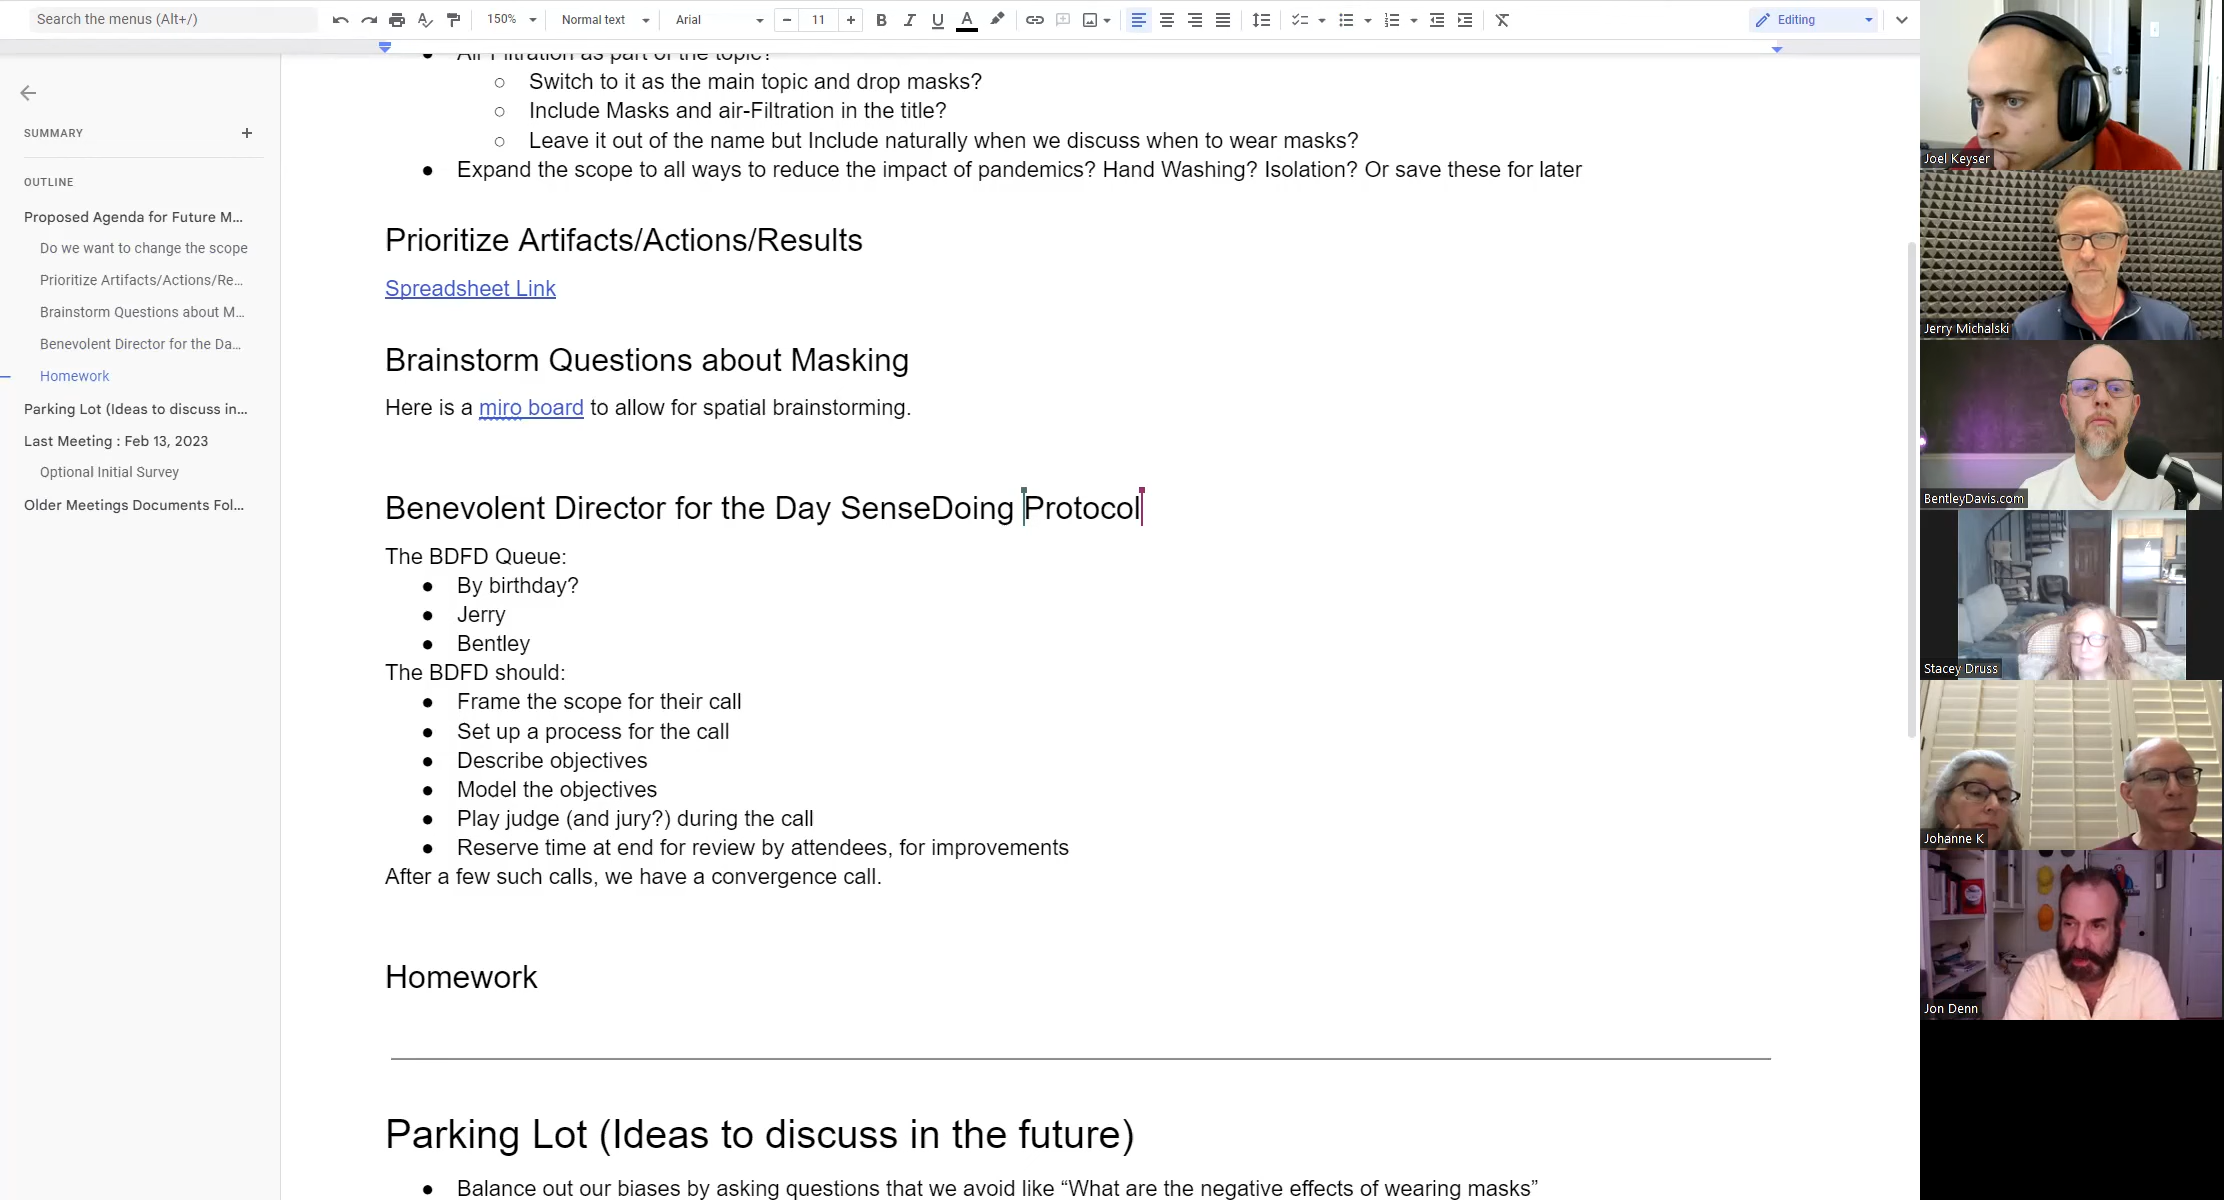 Search the menus (Alt+/)
150%
Normal text
Arial
11
B I U A
Editing
SUMMARY
OUTLINE
Proposed Agenda for Future M...
Do we want to change the scope
Prioritize Artifacts/Actions/Re...
Brainstorm Questions about M...
Benevolent Director for the Da...
Homework
Parking Lot (Ideas to discuss in...
Last Meeting : Feb 13, 2023
Optional Initial Survey
Older Meetings Documents Fol...
Air Filtration as part of the topic?
Switch to it as the main topic and drop masks?
Include Masks and air-Filtration in the title?
Leave it out of the name but Include naturally when we discuss when to wear masks?
Expand the scope to all ways to reduce the impact of pandemics? Hand Washing? Isolation? Or save these for later
Prioritize Artifacts/Actions/Results
Spreadsheet Link
Brainstorm Questions about Masking
Here is a miro board to allow for spatial brainstorming.
Benevolent Director for the Day SenseDoing Protocol
The BDFD Queue:
By birthday?
Jerry
Bentley
The BDFD should:
Frame the scope for their call
Set up a process for the call
Describe objectives
Model the objectives
Play judge (and jury?) during the call
Reserve time at end for review by attendees, for improvements
After a few such calls, we have a convergence call.
Homework
Parking Lot (Ideas to discuss in the future)
Balance out our biases by asking questions that we avoid like “What are the negative effects of wearing masks”
Joel Keyser
Jerry Michalski
BentleyDavis.com
Stacey Druss
Johanne K
Jon Denn